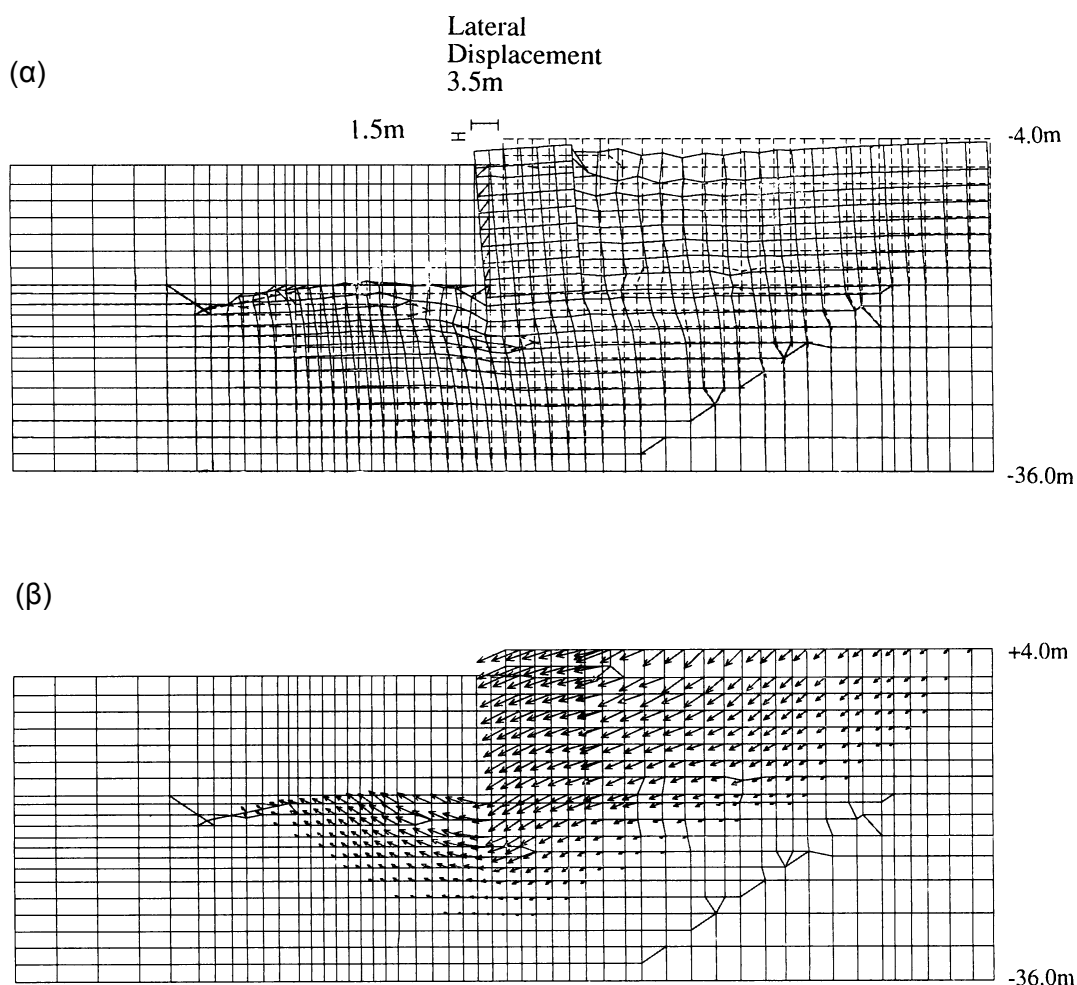 Lateral
Displacement
3.5m
(α)
1.5m
-4.0m
-36.0m
(β)
+4.0m
-36.0m